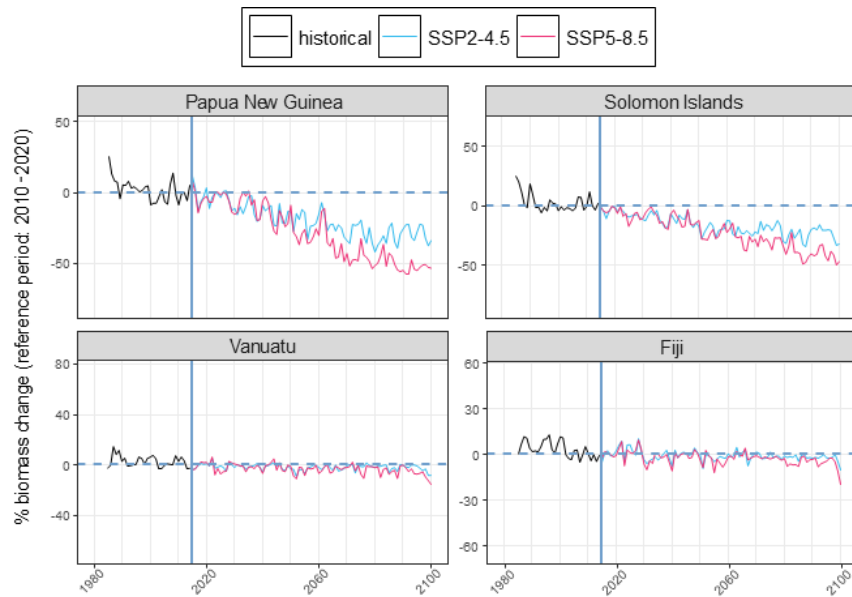 historical SSP2-4.5 SSP5-8.5
% biomass change (reference period: 2010 -2020)
Papua New Guinea
50
0
-50
Solomon Islands
50
0
-50
Vanuatu
80
40
0
-40
1980 2020 2060 2100
Fiji
60
30
0
-30
-60
1980 2020 2060 2100